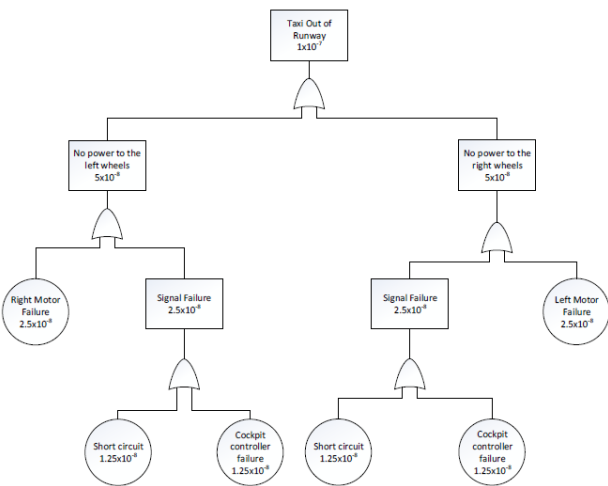 Taxi Out of
Runway
1x10⁻⁷
No power to the
left wheels
5x10⁻⁸
No power to the
right wheels
5x10⁻⁸
Right Motor
Failure
2.5x10⁻⁸
Signal Failure
2.5x10⁻⁸
Signal Failure
2.5x10⁻⁸
Left Motor
Failure
2.5x10⁻⁸
Short circuit
1.25x10⁻⁸
Cockpit
controller
failure
1.25x10⁻⁸
Short circuit
1.25x10⁻⁸
Cockpit
controller
failure
1.25x10⁻⁸